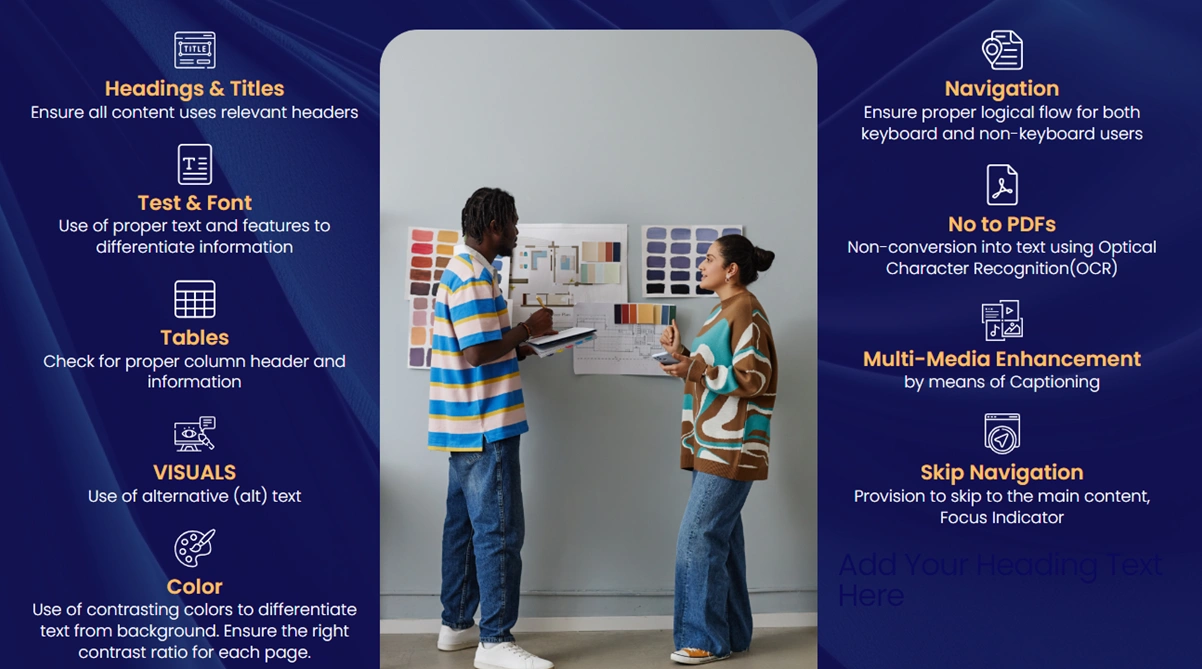 TITLE
Headings & Titles
Ensure all content uses relevant headers
T
Test & Font
Use of proper text and features to
differentiate information
Tables
Check for proper column header and
information
VISUALS
Use of alternative (alt) text
Color
Use of contrasting colors to differentiate
text from background. Ensure the right
contrast ratio for each page.
Navigation
Ensure proper logical flow for both
keyboard and non-keyboard users
No to PDFs
Non-conversion into text using Optical
Character Recognition(OCR)
Multi-Media Enhancement
by means of Captioning
Skip Navigation
Provision to skip to the main content,
Focus Indicator
Add Your Heading Text
Here